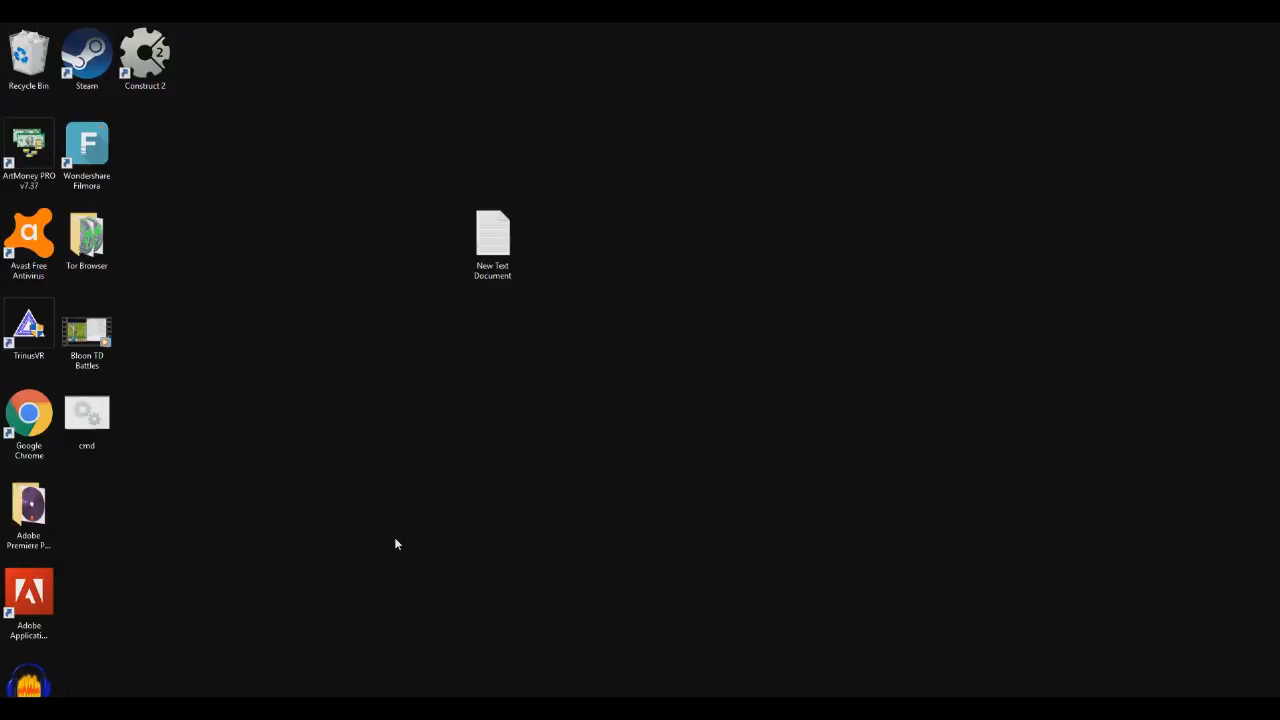 Recycle Bin
Steam
Construct 2
2
ArtMoney PRO
v7.37
Wondershare
Filmora
F
Avast Free
Antivirus
a
Tor Browser
New Text
Document
TrinusVR
Bloon TD
Battles
Google
Chrome
cmd
Adobe
Premiere P...
Adobe
Applicati...